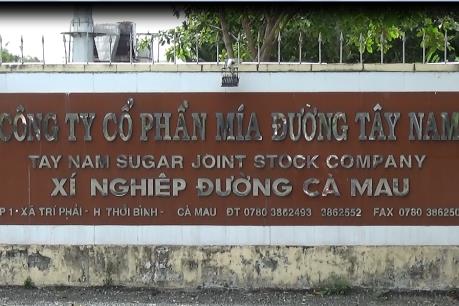 CÔNG TY CỔ PHẦN MÍA ĐƯỜNG TÂY NAM
TAY NAM SUGAR JOINT STOCK COMPANY
XÍ NGHIỆP ĐƯỜNG CÀ MAU
P 1 - XÃ TRÍ PHẢI - H THỚI BÌNH - CÀ MAU ĐT 0780 3862493 3862552 FAX 0780 386250